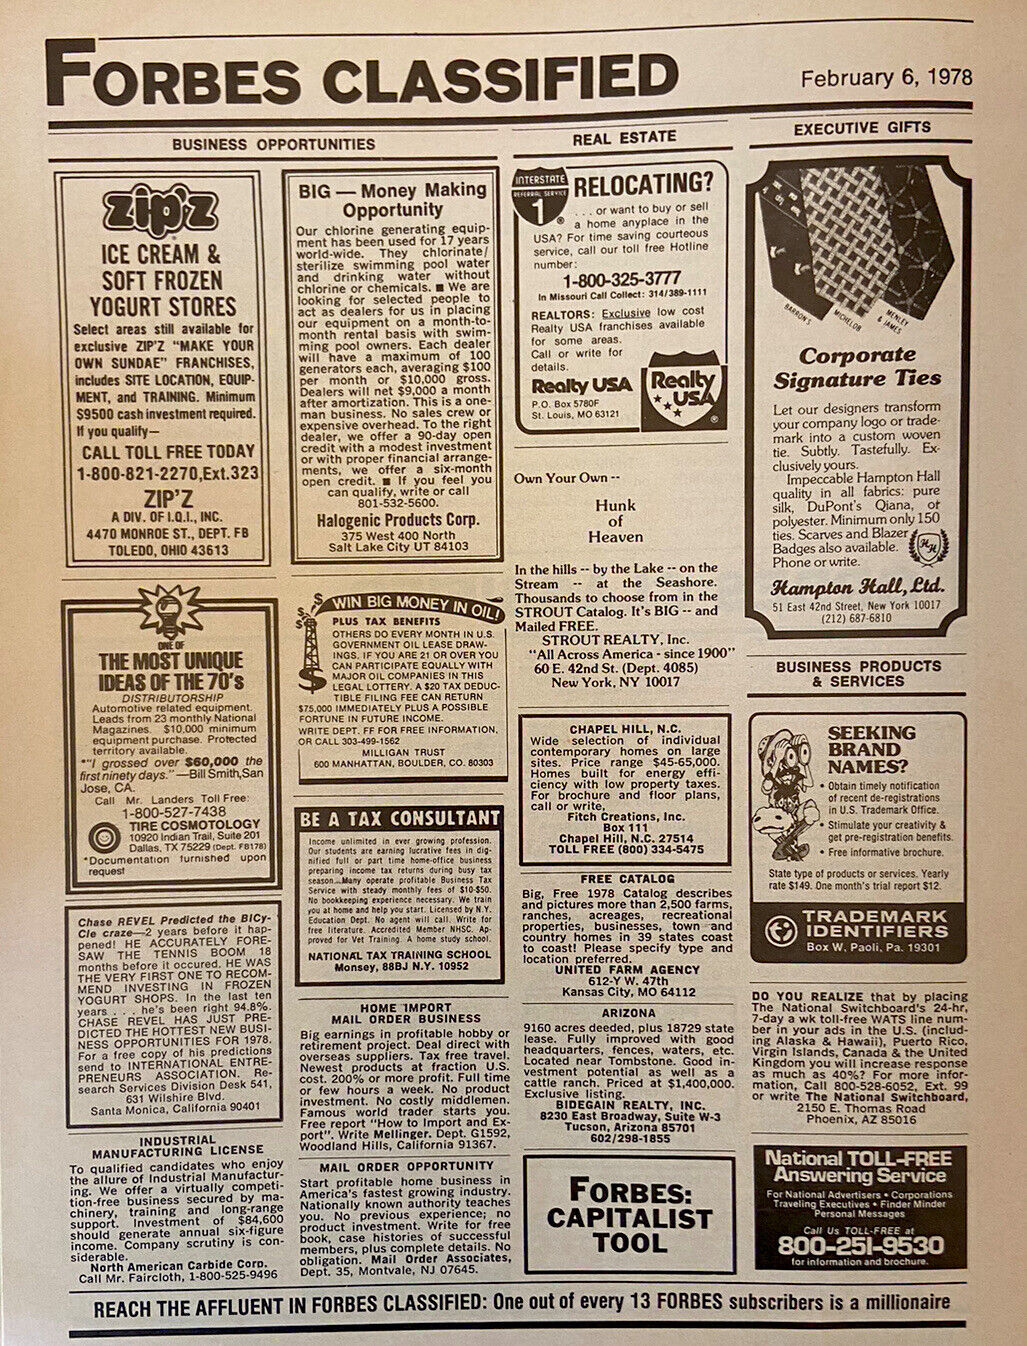 FORBES CLASSIFIED
February 6, 1978
BUSINESS OPPORTUNITIES
zip'z
®
ICE CREAM &
SOFT FROZEN
YOGURT STORES
Select areas still available for
exclusive ZIP'Z "MAKE YOUR
OWN SUNDAE" FRANCHISES,
includes SITE LOCATION, EQUIP-
MENT, and TRAINING. Minimum
$9500 cash investment required.
If you qualify—
CALL TOLL FREE TODAY
1-800-821-2270,Ext.323
ZIP'Z
A DIV. OF I.Q.I., INC.
4470 MONROE ST., DEPT. FB
TOLEDO, OHIO 43613
ONE OF
THE MOST UNIQUE
IDEAS OF THE 70's
DISTRIBUTORSHIP
Automotive related equipment.
Leads from 23 monthly National
Magazines. $10,000 minimum
equipment purchase. Protected
territory available.
*"I grossed over $60,000 the
first ninety days."—Bill Smith,San
Jose, CA.
Call Mr. Landers Toll Free:
1-800-527-7438
TIRE COSMOTOLOGY
10920 Indian Trail, Suite 201
Dallas, TX 75229 (Dept. FB178)
*Documentation furnished upon
request
Chase REVEL Predicted the BICy-
Cle craze—2 years before it hap-
pened! HE ACCURATELY FORE-
SAW THE TENNIS BOOM 18
months before it occured. HE WAS
THE VERY FIRST ONE TO RECOM-
MEND INVESTING IN FROZEN
YOGURT SHOPS. In the last ten
years . . . he's been right 94.8%.
CHASE REVEL HAS JUST PRE-
DICTED THE HOTTEST NEW BUSI-
NESS OPPORTUNITIES FOR 1978.
For a free copy of his predictions
send to INTERNATIONAL ENTRE-
PRENEURS ASSOCIATION. Re-
search Services Division Desk 541,
631 Wilshire Blvd.
Santa Monica, California 90401
INDUSTRIAL
MANUFACTURING LICENSE
To qualified candidates who enjoy
the allure of Industrial Manufactur-
ing. We offer a virtually competi-
tion-free business secured by ma-
chinery, training and long-range
support. Investment of $84,600
should generate annual six-figure
income. Company scrutiny is con-
siderable.
North American Carbide Corp.
Call Mr. Faircloth, 1-800-525-9496
BIG — Money Making
Opportunity
Our chlorine generating equip-
ment has been used for 17 years
world-wide. They chlorinate/
sterilize swimming pool water
and drinking water without
chlorine or chemicals. ■ We are
looking for selected people to
act as dealers for us in placing
our equipment on a month-to-
month rental basis with swim-
ming pool owners. Each dealer
will have a maximum of 100
generators each, averaging $100
per month or $10,000 gross.
Dealers will net $9,000 a month
after amortization. This is a one-
man business. No sales crew or
expensive overhead. To the right
dealer, we offer a 90-day open
credit with a modest investment
or with proper financial arrange-
ments, we offer a six-month
open credit. ■ If you feel you
can qualify, write or call
801-532-5600.
Halogenic Products Corp.
375 West 400 North
Salt Lake City UT 84103
WIN BIG MONEY IN OIL!
PLUS TAX BENEFITS
OTHERS DO EVERY MONTH IN U.S.
GOVERNMENT OIL LEASE DRAW-
INGS. IF YOU ARE 21 OR OVER YOU
CAN PARTICIPATE EQUALLY WITH
MAJOR OIL COMPANIES IN THIS
LEGAL LOTTERY. A $20 TAX DEDUC-
TIBLE FILING FEE CAN RETURN
$75,000 IMMEDIATELY PLUS A POSSIBLE
FORTUNE IN FUTURE INCOME.
WRITE DEPT. FF FOR FREE INFORMATION,
OR CALL 303-499-1562
MILLIGAN TRUST
600 MANHATTAN, BOULDER, CO. 80303
BE A TAX CONSULTANT
Income unlimited in ever growing profession.
Our students are earning lucrative fees in dig-
nified full or part time home-office business
preparing income tax returns during busy tax
season...Many operate profitable Business Tax
Service with steady monthly fees of $10-$50.
No bookkeeping experience necessary. We train
you at home and help you start. Licensed by N.Y.
Education Dept. No agent will call. Write for
free literature. Accredited Member NHSC. Ap-
proved for Vet Training. A home study school.
NATIONAL TAX TRAINING SCHOOL
Monsey, 88BJ N.Y. 10952
HOME IMPORT
MAIL ORDER BUSINESS
Big earnings in profitable hobby or
retirement project. Deal direct with
overseas suppliers. Tax free travel.
Newest products at fraction U.S.
cost. 200% or more profit. Full time
or few hours a week. No product
investment. No costly middlemen.
Famous world trader starts you.
Free report "How to Import and Ex-
port". Write Mellinger. Dept. G1592,
Woodland Hills, California 91367.
MAIL ORDER OPPORTUNITY
Start profitable home business in
America's fastest growing industry.
Nationally known authority teaches
you. No previous experience; no
product investment. Write for free
book, case histories of successful
members, plus complete details. No
obligation. Mail Order Associates,
Dept. 35, Montvale, NJ 07645.
REAL ESTATE
INTERSTATE
REFERRAL SERVICE
1
®
RELOCATING?
. . . or want to buy or sell
a home anyplace in the
USA? For time saving courteous
service, call our toll free Hotline
number:
1-800-325-3777
In Missouri Call Collect: 314/389-1111
REALTORS: Exclusive low cost
Realty USA franchises available
for some areas.
Call or write for
details.
Realty USA
P.O. Box 5780F
St. Louis, MO 63121
Realty
USA
®
Own Your Own --
Hunk
of
Heaven
In the hills -- by the Lake -- on the
Stream -- at the Seashore.
Thousands to choose from in the
STROUT Catalog. It's BIG -- and
Mailed FREE.
STROUT REALTY, Inc.
"All Across America - since 1900"
60 E. 42nd St. (Dept. 4085)
New York, NY 10017
CHAPEL HILL, N.C.
Wide selection of individual
contemporary homes on large
sites. Price range $45-65,000.
Homes built for energy effi-
ciency with low property taxes.
For brochure and floor plans,
call or write,
Fitch Creations, Inc.
Box 111
Chapel Hill, N.C. 27514
TOLL FREE (800) 334-5475
FREE CATALOG
Big, Free 1978 Catalog describes
and pictures more than 2,500 farms,
ranches, acreages, recreational
properties, businesses, town and
country homes in 39 states coast
to coast! Please specify type and
location preferred.
UNITED FARM AGENCY
612-Y W. 47th
Kansas City, MO 64112
ARIZONA
9160 acres deeded, plus 18729 state
lease. Fully improved with good
headquarters, fences, waters, etc.
Located near Tombstone. Good in-
vestment potential as well as a
cattle ranch. Priced at $1,400,000.
Exclusive listing.
BIDEGAIN REALTY, INC.
8230 East Broadway, Suite W-3
Tucson, Arizona 85701
602/298-1855
FORBES:
CAPITALIST
TOOL
EXECUTIVE GIFTS
BARRON'S
MICHELOB
MENLEY
& JAMES
Corporate
Signature Ties
Let our designers transform
your company logo or trade-
mark into a custom woven
tie. Subtly. Tastefully. Ex-
clusively yours.
Impeccable Hampton Hall
quality in all fabrics: pure
silk, DuPont's Qiana, or
polyester. Minimum only 150
ties. Scarves and Blazer
Badges also available.
Phone or write.
HH
Hampton Hall, Ltd.
51 East 42nd Street, New York 10017
(212) 687-6810
BUSINESS PRODUCTS
& SERVICES
SEEKING
BRAND
NAMES?
• Obtain timely notification
of recent de-registrations
in U.S. Trademark Office.
• Stimulate your creativity &
get pre-registration benefits.
• Free informative brochure.
State type of products or services. Yearly
rate $149. One month's trial report $12.
TRADEMARK
IDENTIFIERS
Box W. Paoli, Pa. 19301
DO YOU REALIZE that by placing
The National Switchboard's 24-hr,
7-day a wk toll-free WATS line num-
ber in your ads in the U.S. (includ-
ing Alaska & Hawaii), Puerto Rico,
Virgin Islands, Canada & the United
Kingdom you will increase response
as much as 40%? For more infor-
mation, Call 800-528-6052, Ext. 99
or write The National Switchboard,
2150 E. Thomas Road
Phoenix, AZ 85016
National TOLL-FREE
Answering Service
For National Advertisers • Corporations
Traveling Executives • Finder Minder
Personal Messages
Call Us TOLL-FREE at
800-251-9530
for information and brochure.
REACH THE AFFLUENT IN FORBES CLASSIFIED: One out of every 13 FORBES subscribers is a millionaire